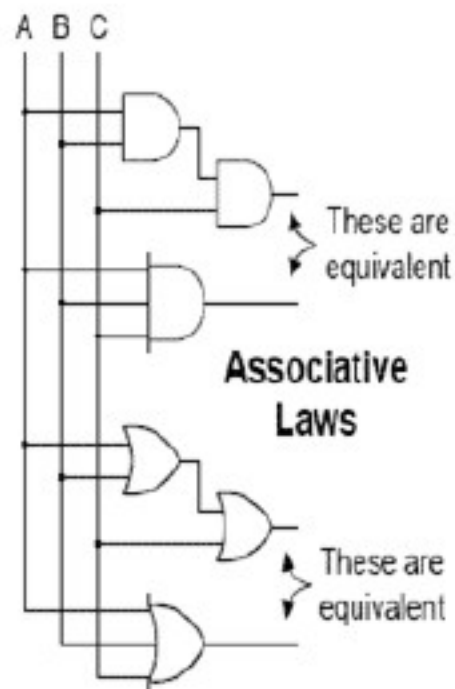 A B C
These are
equivalent
Associative
Laws
These are
equivalent